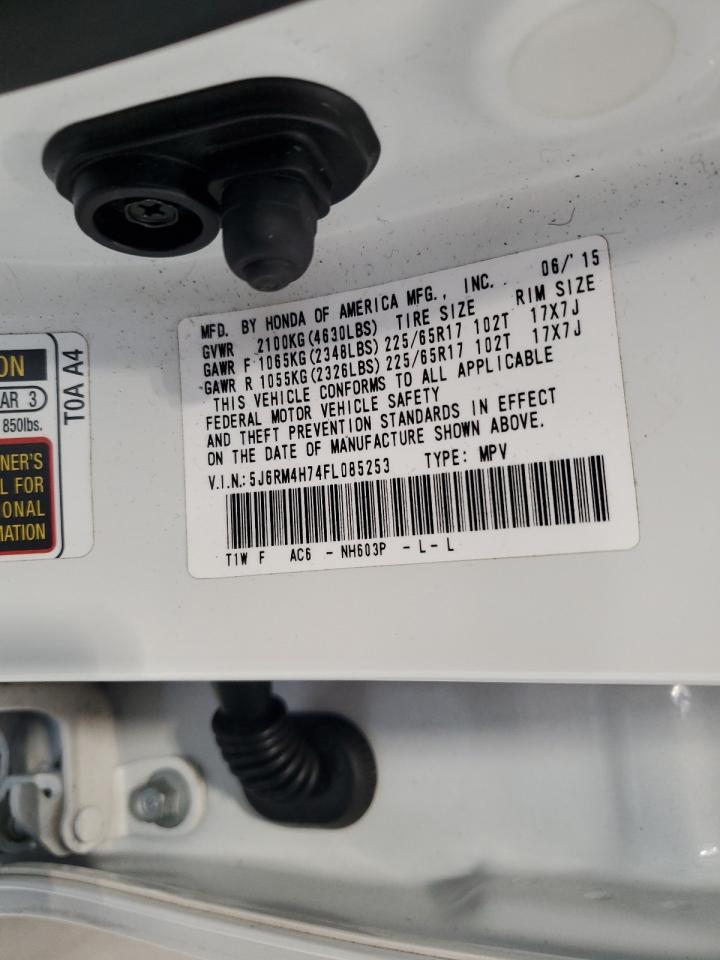 MFD. BY HONDA OF AMERICA MFG., INC. 06/'15
GVWR 2100KG(4630LBS) TIRE SIZE RIM SIZE
GAWR F 1065KG(2348LBS) 225/65R17 102T 17X7J
GAWR R 1055KG(2326LBS) 225/65R17 102T 17X7J
THIS VEHICLE CONFORMS TO ALL APPLICABLE
FEDERAL MOTOR VEHICLE SAFETY
AND THEFT PREVENTION STANDARDS IN EFFECT
ON THE DATE OF MANUFACTURE SHOWN ABOVE.
V.I.N.:5J6RM4H74FL085253 TYPE: MPV
T1W F AC6 - NH603P - L - L
ON
AR 3
850lbs.
NER'S
L FOR
ONAL
MATION
T0A A4